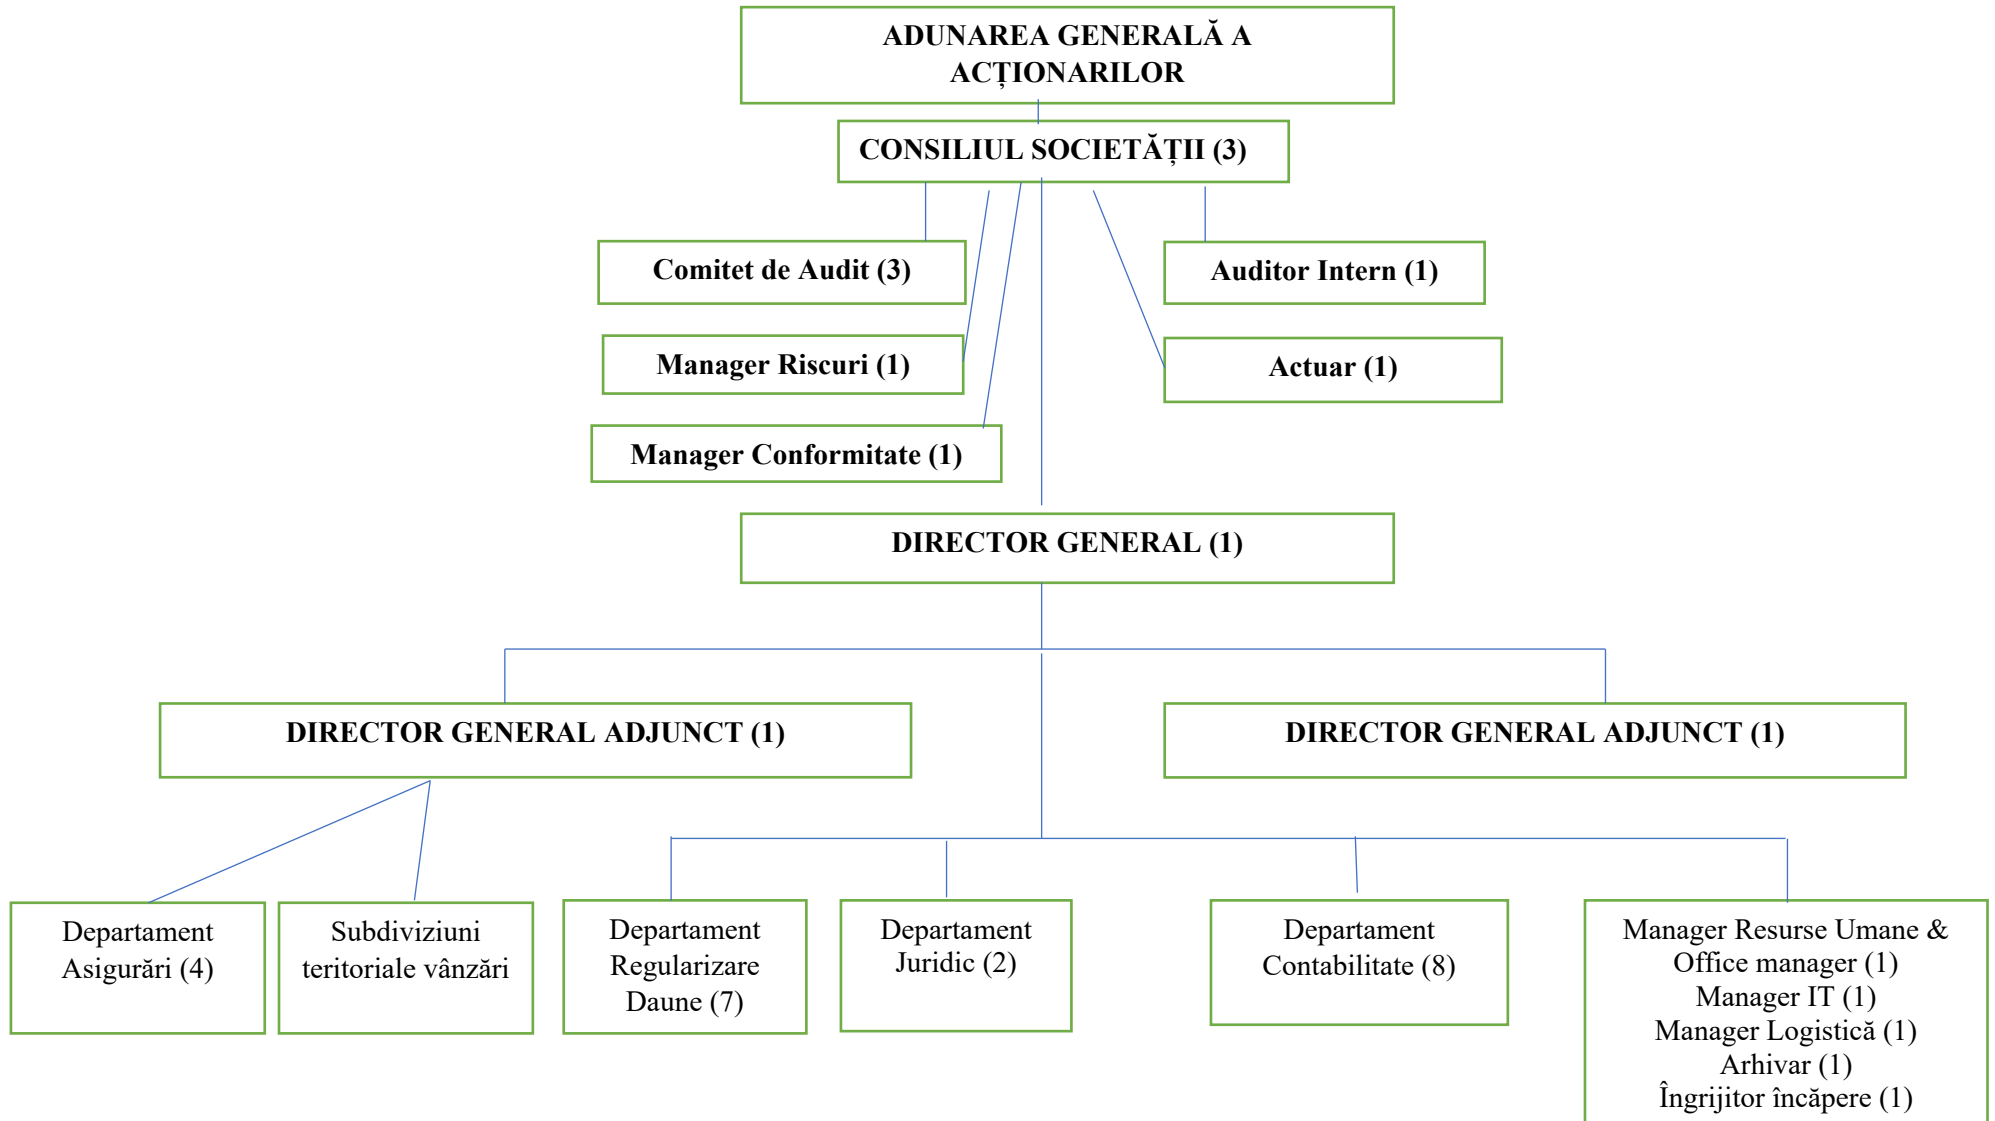 ADUNAREA GENERALĂ A
ACȚIONARILOR
CONSILIUL SOCIETĂȚII (3)
Comitet de Audit (3)
Auditor Intern (1)
Manager Riscuri (1)
Actuar (1)
Manager Conformitate (1)
DIRECTOR GENERAL (1)
DIRECTOR GENERAL ADJUNCT (1)
DIRECTOR GENERAL ADJUNCT (1)
Departament
Asigurări (4)
Subdiviziuni
teritoriale vânzări
Departament
Regularizare
Daune (7)
Departament
Juridic (2)
Departament
Contabilitate (8)
Manager Resurse Umane &
Office manager (1)
Manager IT (1)
Manager Logistică (1)
Arhivar (1)
Îngrijitor încăpere (1)